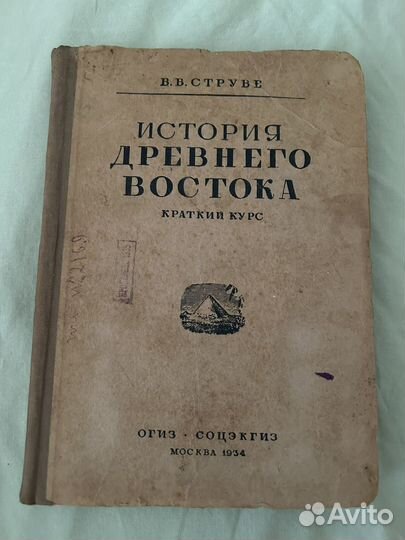 В. В. СТРУВЕ
ИСТОРИЯ
ДРЕВНЕГО
ВОСТОКА
КРАТКИЙ КУРС
ОГИЗ · СОЦЭКГИЗ
МОСКВА 1934
Avito